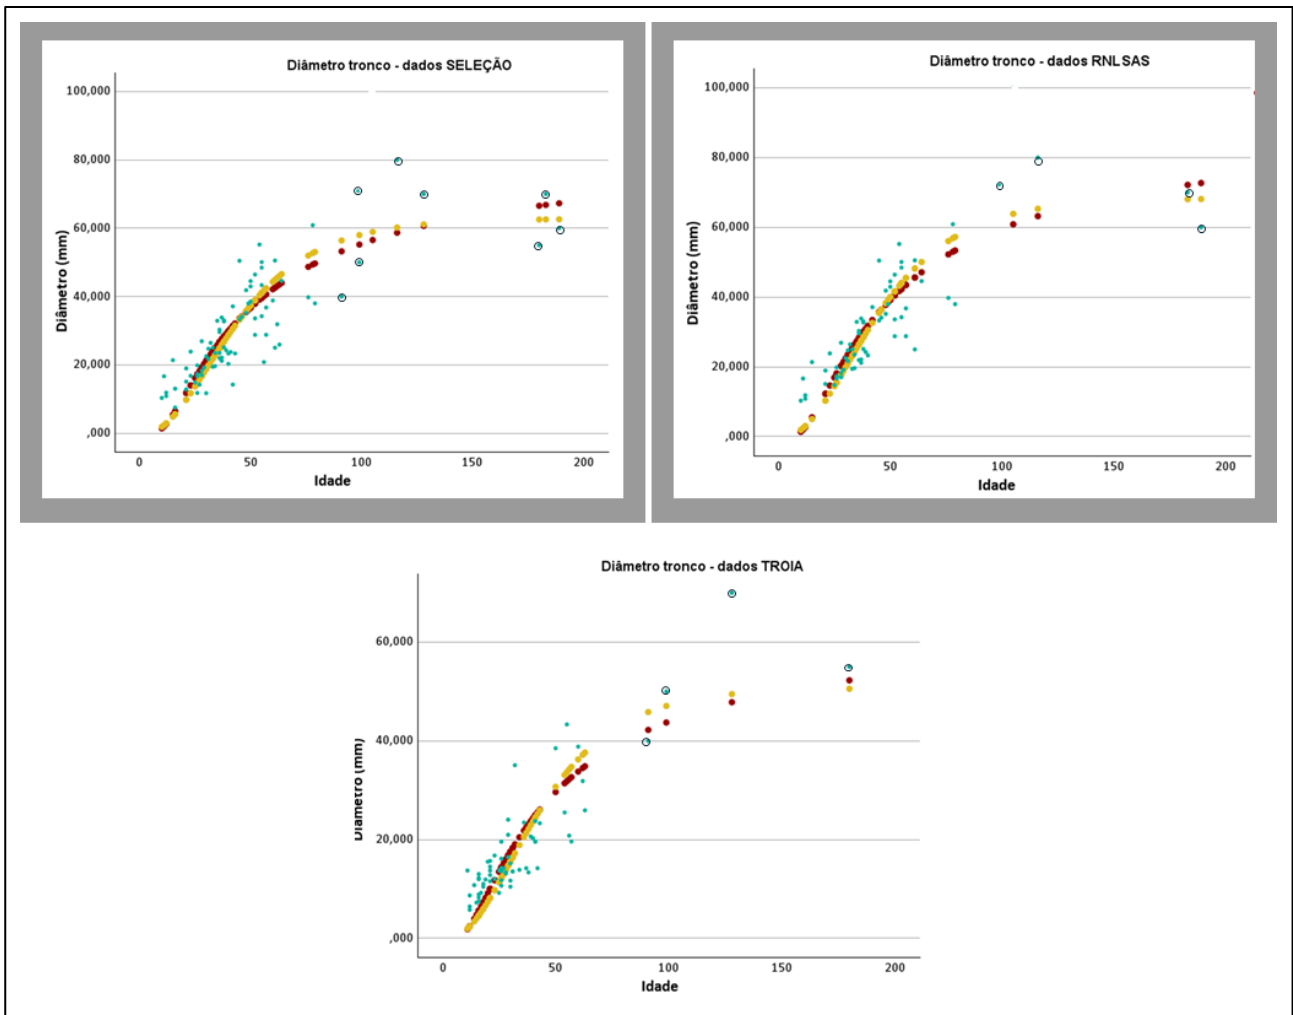 Diâmetro tronco - dados SELEÇÃO
100,000
80,000
60,000
40,000
20,000
,000
Diâmetro (mm)
0 50 100 150 200
Idade
Diâmetro tronco - dados RNLSAS
100,000
80,000
60,000
40,000
20,000
,000
Diâmetro (mm)
0 50 100 150 200
Idade
Diâmetro tronco - dados TROIA
60,000
40,000
20,000
,000
Diâmetro (mm)
0 50 100 150 200
Idade